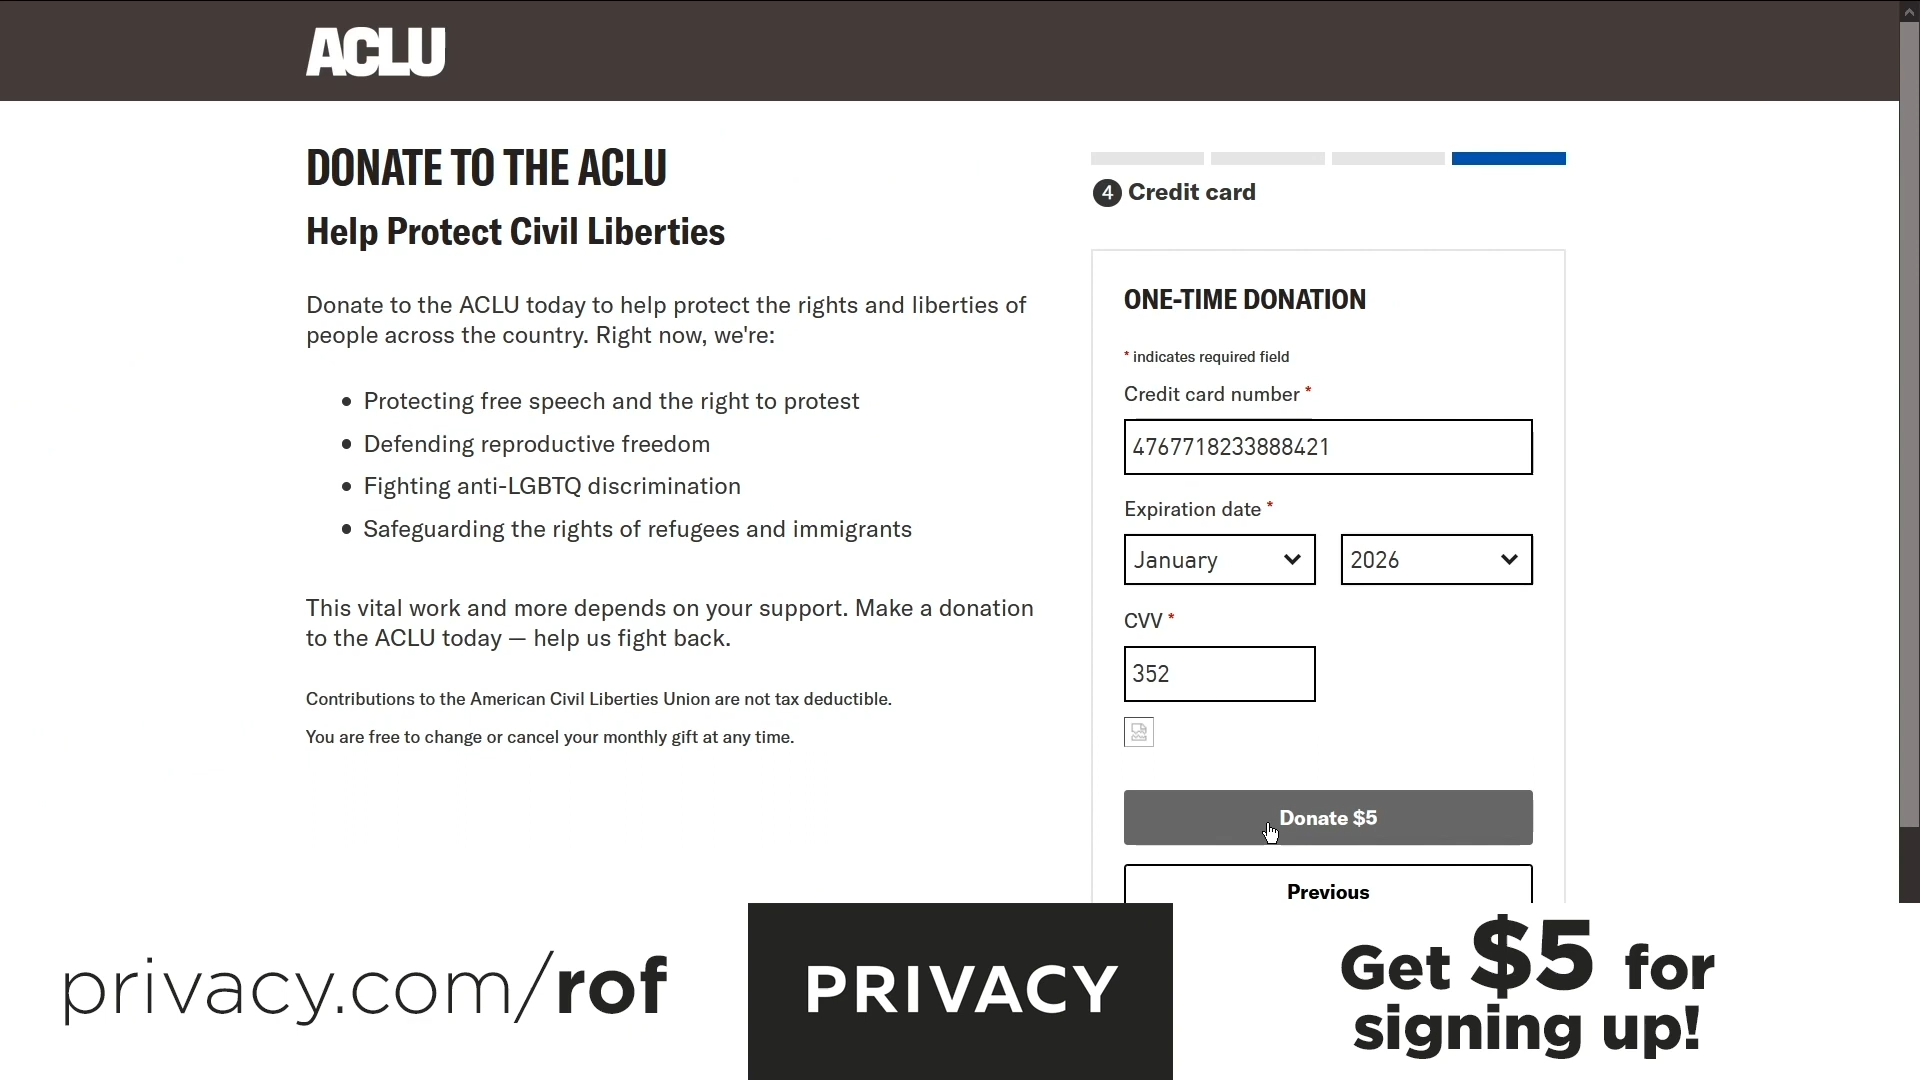 ACLU
DONATE TO THE ACLU
Help Protect Civil Liberties
Donate to the ACLU today to help protect the rights and liberties of
people across the country. Right now, we're:
Protecting free speech and the right to protest
Defending reproductive freedom
Fighting anti-LGBTQ discrimination
Safeguarding the rights of refugees and immigrants
This vital work and more depends on your support. Make a donation
to the ACLU today — help us fight back.
Contributions to the American Civil Liberties Union are not tax deductible.
You are free to change or cancel your monthly gift at any time.
4 Credit card
ONE-TIME DONATION
* indicates required field
Credit card number *
4767718233888421
Expiration date *
January 2026
CVV *
352
Donate $5
Previous
privacy.com/rof
PRIVACY
Get $5 for
signing up!